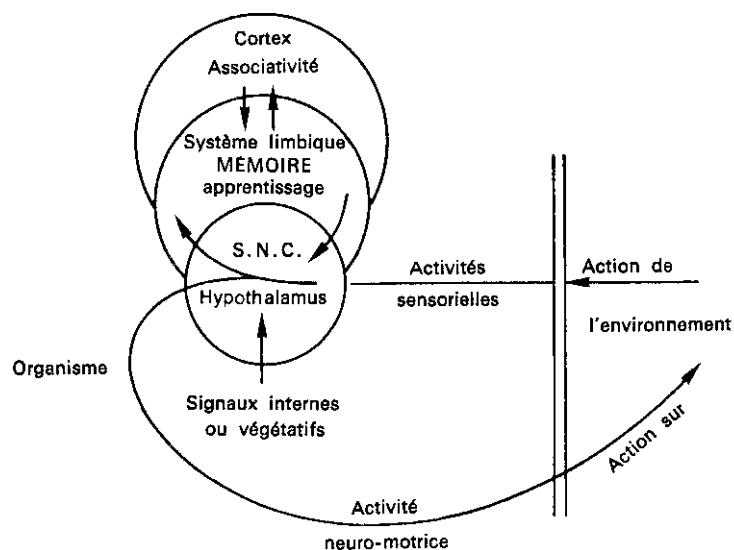 Cortex
Associativité
Système limbique
MÉMOIRE
apprentissage
S.N.C.
Hypothalamus
Activités
sensorielles
Action de
l'environnement
Organisme
Signaux internes
ou végétatifs
Action sur
Activité
neuro-motrice